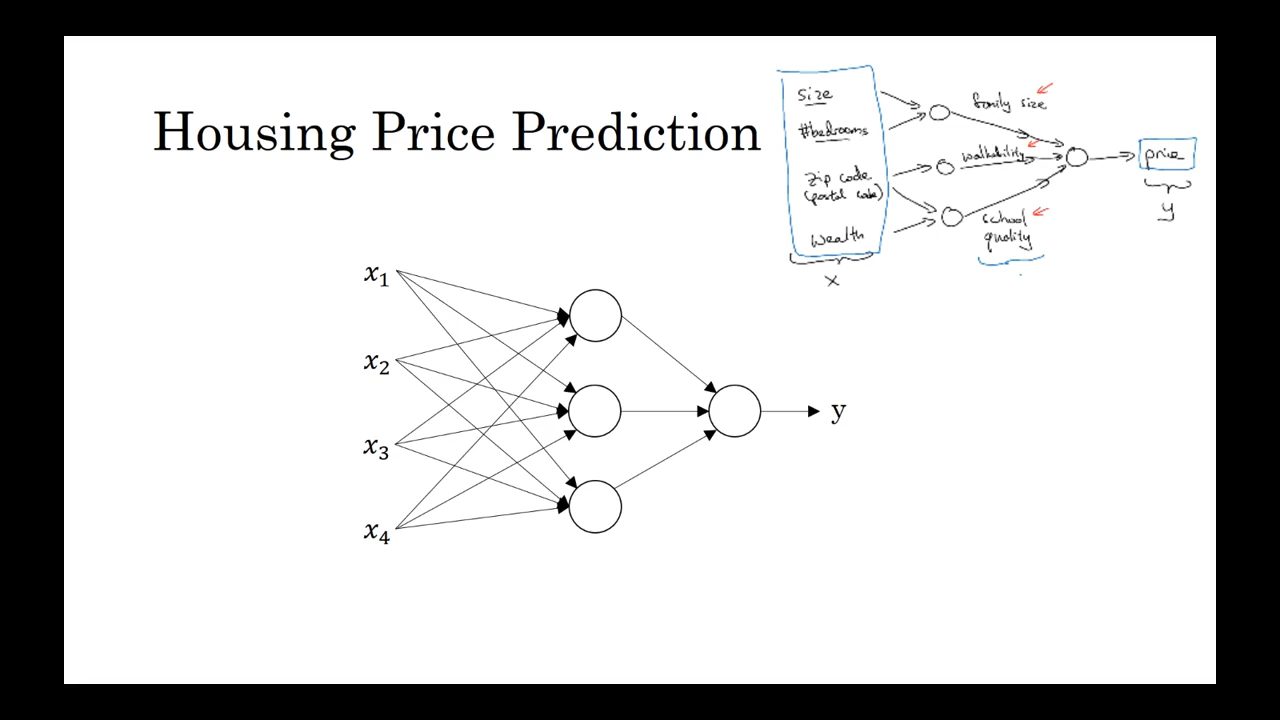 Housing Price Prediction
size
#bedrooms
zip code
(postal code)
wealth
x
family size
walkability
school
quality
price
y
x₁
x₂
x₃
x₄
y